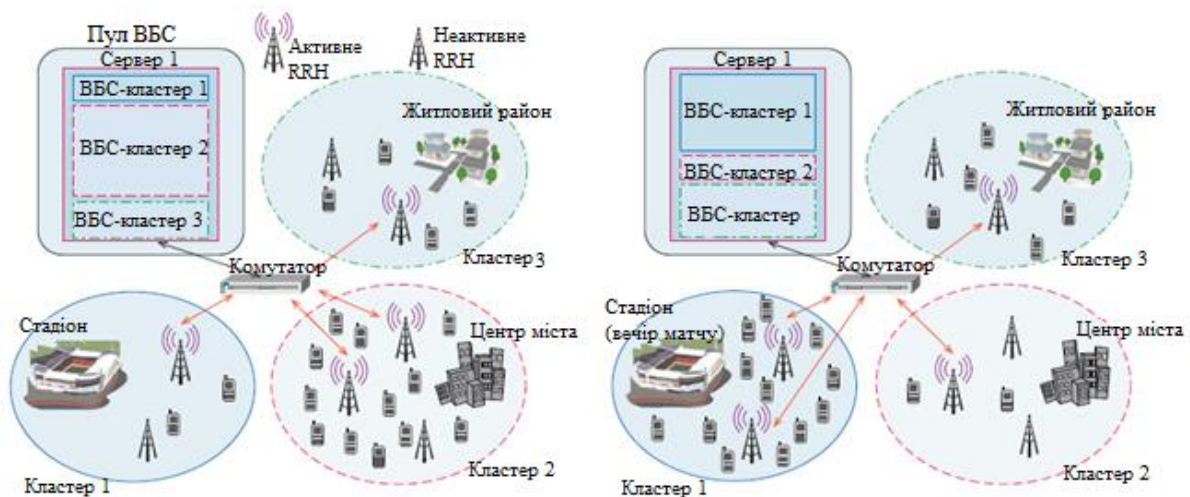 Пул ВБС
Сервер 1
ВБС-кластер 1
ВБС-кластер 2
ВБС-кластер 3
Активне
RRH
Неактивне
RRH
Житловий район
Кластер 3
Комутатор
Стадіон
Кластер 1
Центр міста
Кластер 2
Сервер 1
ВБС-кластер 1
ВБС-кластер 2
ВБС-кластер
Житловий район
Кластер 3
Комутатор
Стадіон
(вечір матчу)
Кластер 1
Центр міста
Кластер 2